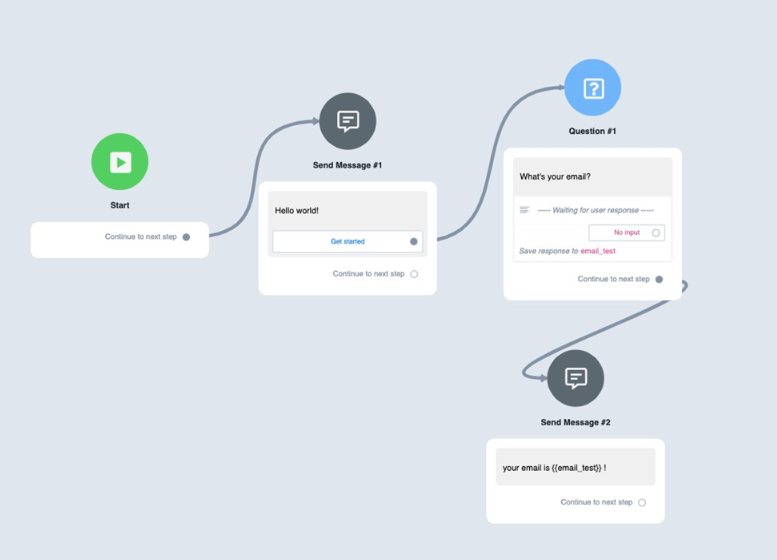 Start
Continue to next step
Send Message #1
Hello world!
Get started
Continue to next step
Question #1
What's your email?
----- Waiting for user response -----
No input
Save response to email_test
Continue to next step
Send Message #2
your email is {{email_test}} !
Continue to next step